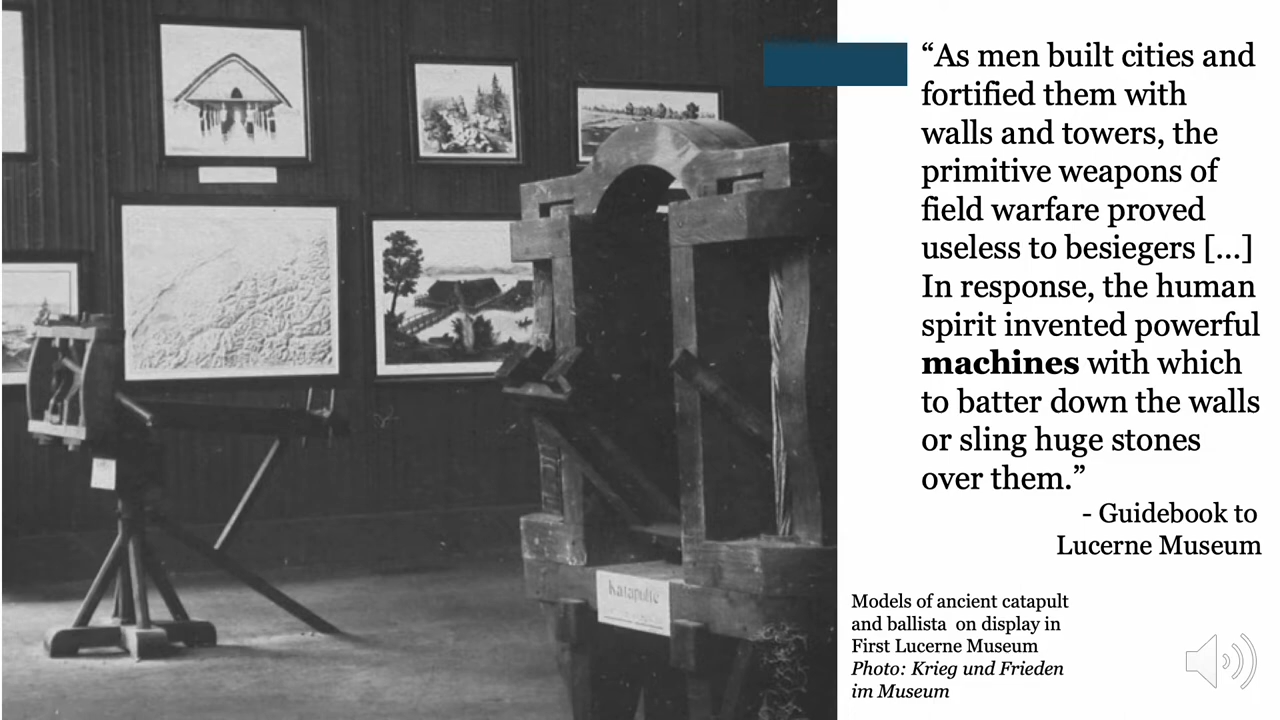 “As men built cities and
fortified them with
walls and towers, the
primitive weapons of
field warfare proved
useless to besiegers [...]
In response, the human
spirit invented powerful
machines with which
to batter down the walls
or sling huge stones
over them.”
- Guidebook to
Lucerne Museum
Katapulte
Models of ancient catapult
and ballista  on display in
First Lucerne Museum
Photo: Krieg und Frieden
im Museum